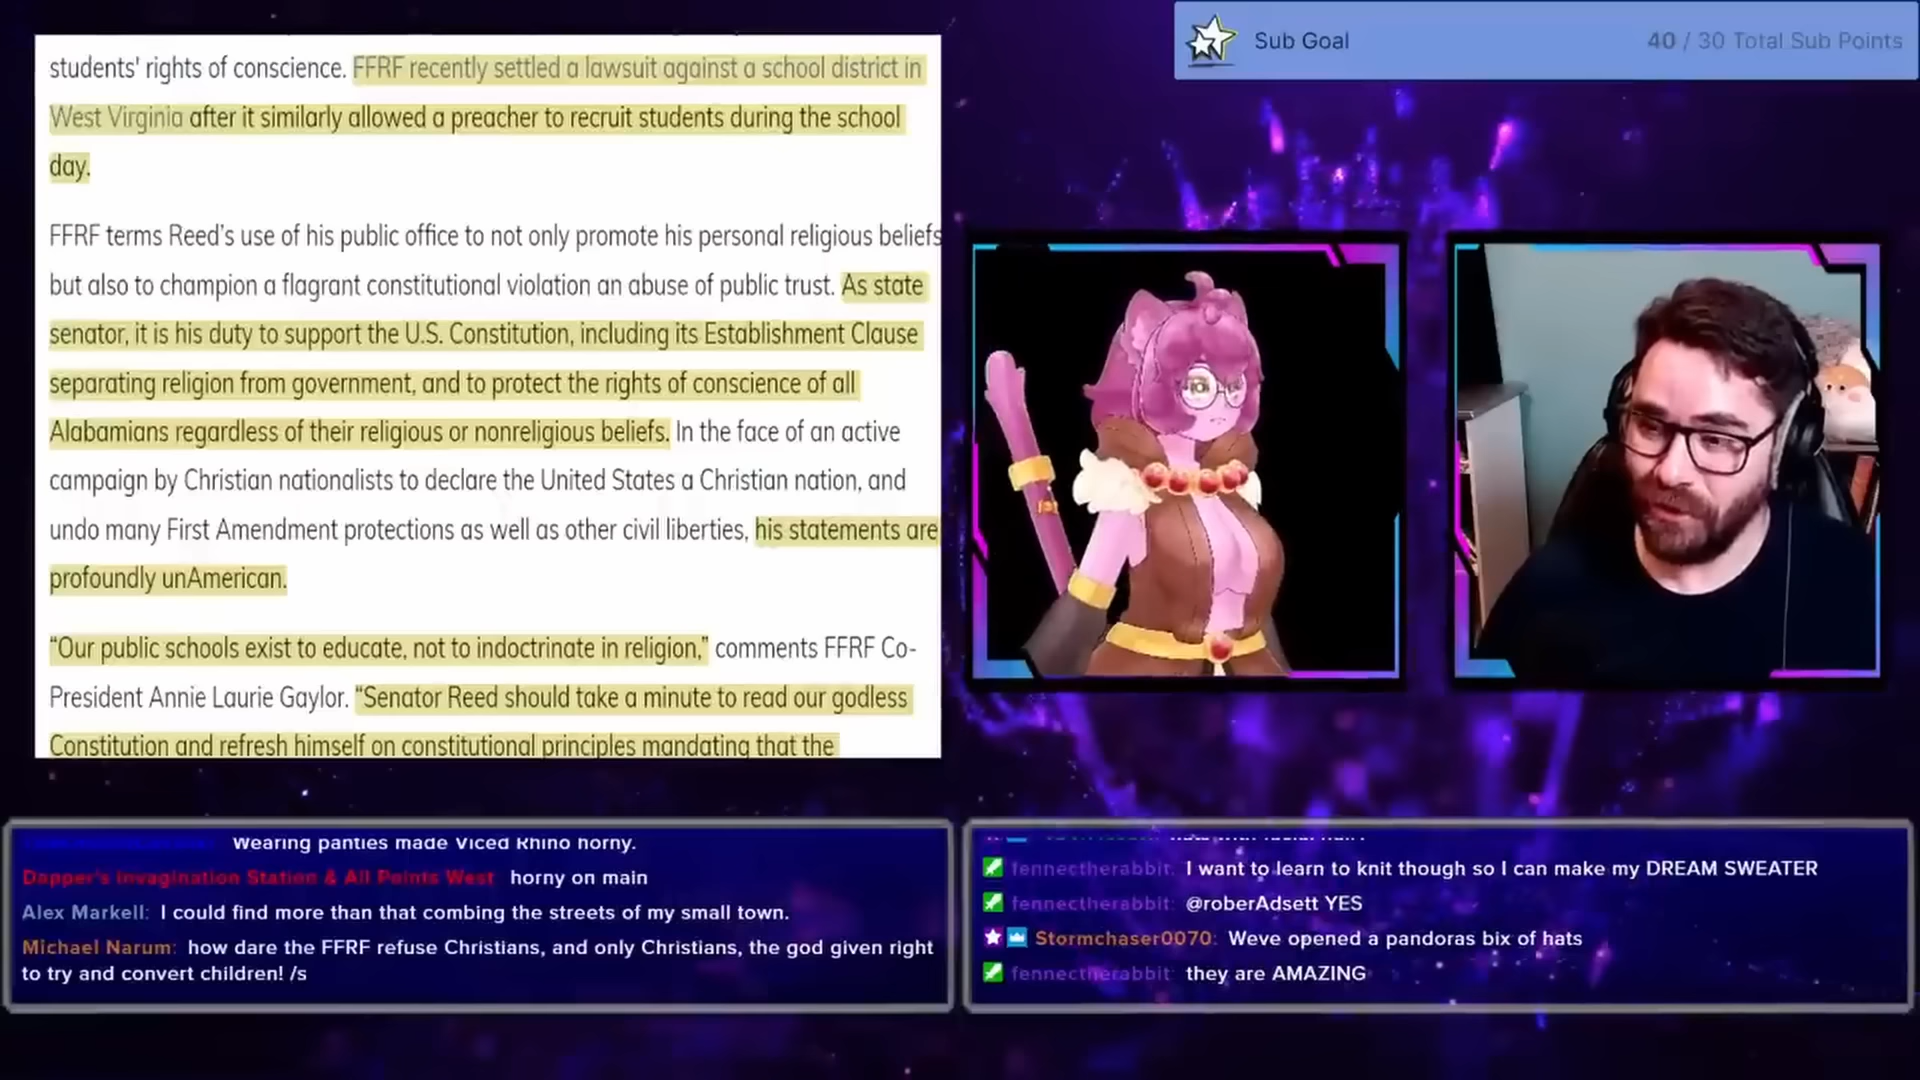 students' rights of conscience. FFRF recently settled a lawsuit against a school district in
West Virginia after it similarly allowed a preacher to recruit students during the school
day.
FFRF terms Reed's use of his public office to not only promote his personal religious beliefs
but also to champion a flagrant constitutional violation an abuse of public trust. As state
senator, it is his duty to support the U.S. Constitution, including its Establishment Clause
separating religion from government, and to protect the rights of conscience of all
Alabamians regardless of their religious or nonreligious beliefs. In the face of an active
campaign by Christian nationalists to declare the United States a Christian nation, and
undo many First Amendment protections as well as other civil liberties, his statements are
profoundly unAmerican.
“Our public schools exist to educate, not to indoctrinate in religion,” comments FFRF Co-
President Annie Laurie Gaylor. “Senator Reed should take a minute to read our godless
Constitution and refresh himself on constitutional principles mandating that the
Sub Goal
40 / 30 Total Sub Points
Wearing panties made Viced Rhino horny.
Dapper's Invagination Station & All Points West horny on main
Alex Markell: I could find more than that combing the streets of my small town.
Michael Narum: how dare the FFRF refuse Christians, and only Christians, the god given right
to try and convert children! /s
fennectherabbit: I want to learn to knit though so I can make my DREAM SWEATER
fennectherabbit: @roberAdsett YES
Stormchaser0070: Weve opened a pandoras bix of hats
fennectherabbit: they are AMAZING